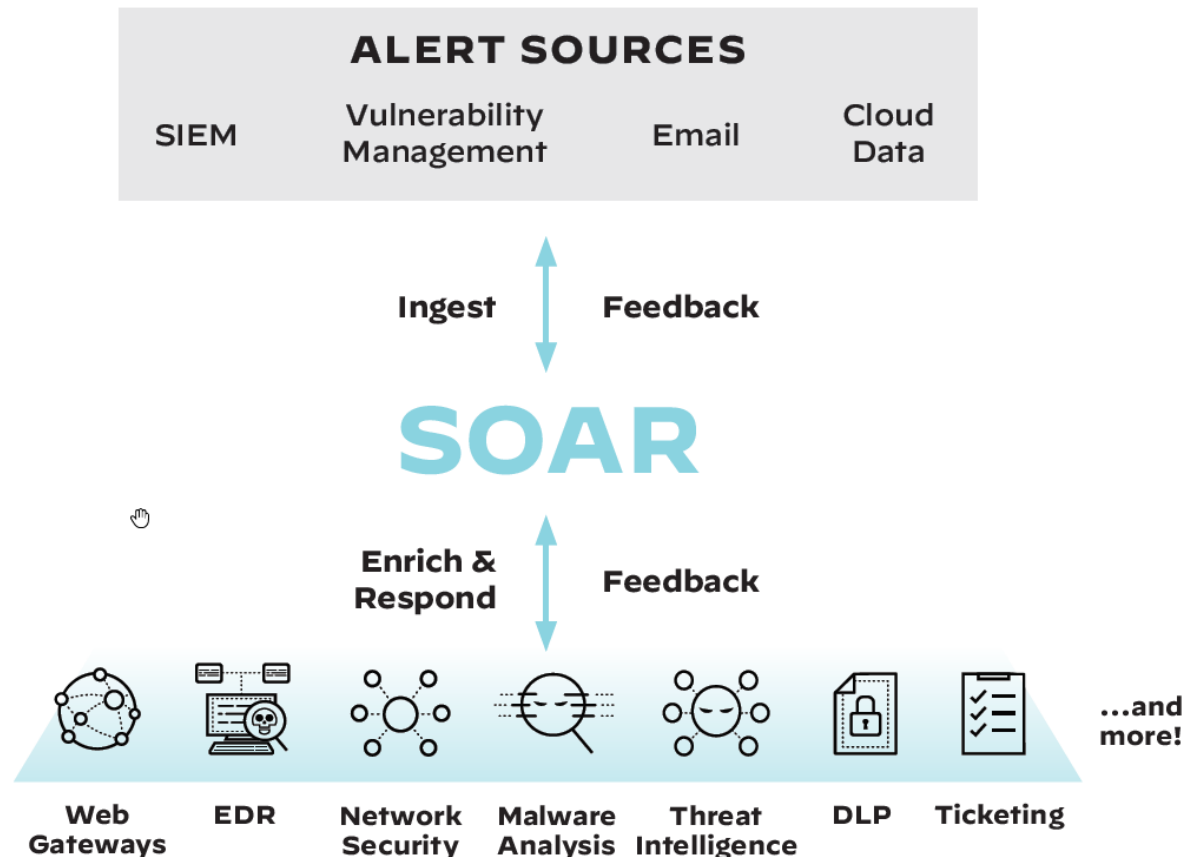 ALERT SOURCES
SIEM
Vulnerability
Management
Email
Cloud
Data
Ingest
Feedback
SOAR
Enrich &
Respond
Feedback
Web
Gateways
EDR
Network
Security
Malware
Analysis
Threat
Intelligence
DLP
Ticketing
...and
more!